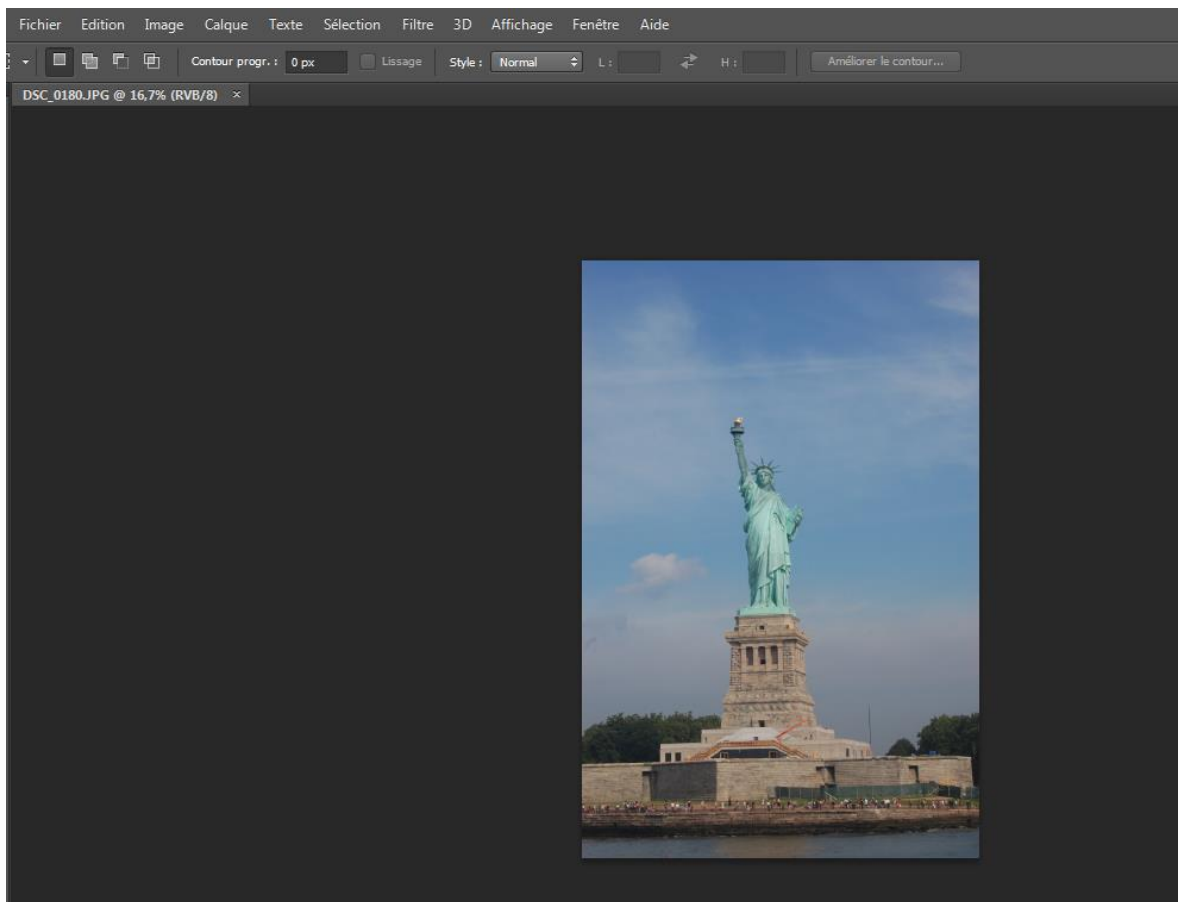 Fichier Edition Image Calque Texte Sélection Filtre 3D Affichage Fenêtre Aide
Contour progr. : 0 px Lissage Style : Normal L : H : Améliorer le contour...
DSC_0180.JPG @ 16,7% (RVB/8) ×